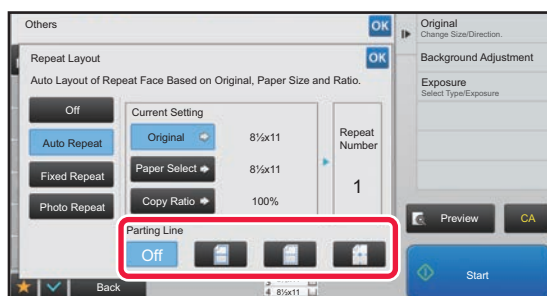 Others
OK
Repeat Layout
OK
Auto Layout of Repeat Face Based on Original, Paper Size and Ratio.
Off
Auto Repeat
Fixed Repeat
Photo Repeat
Current Setting
Original
8½x11
Paper Select
8½x11
Copy Ratio
100%
Repeat
Number
1
Parting Line
Off
Back
4 8½x11
Original
Change Size/Direction.
Background Adjustment
Exposure
Select Type/Exposure
Preview
CA
Start